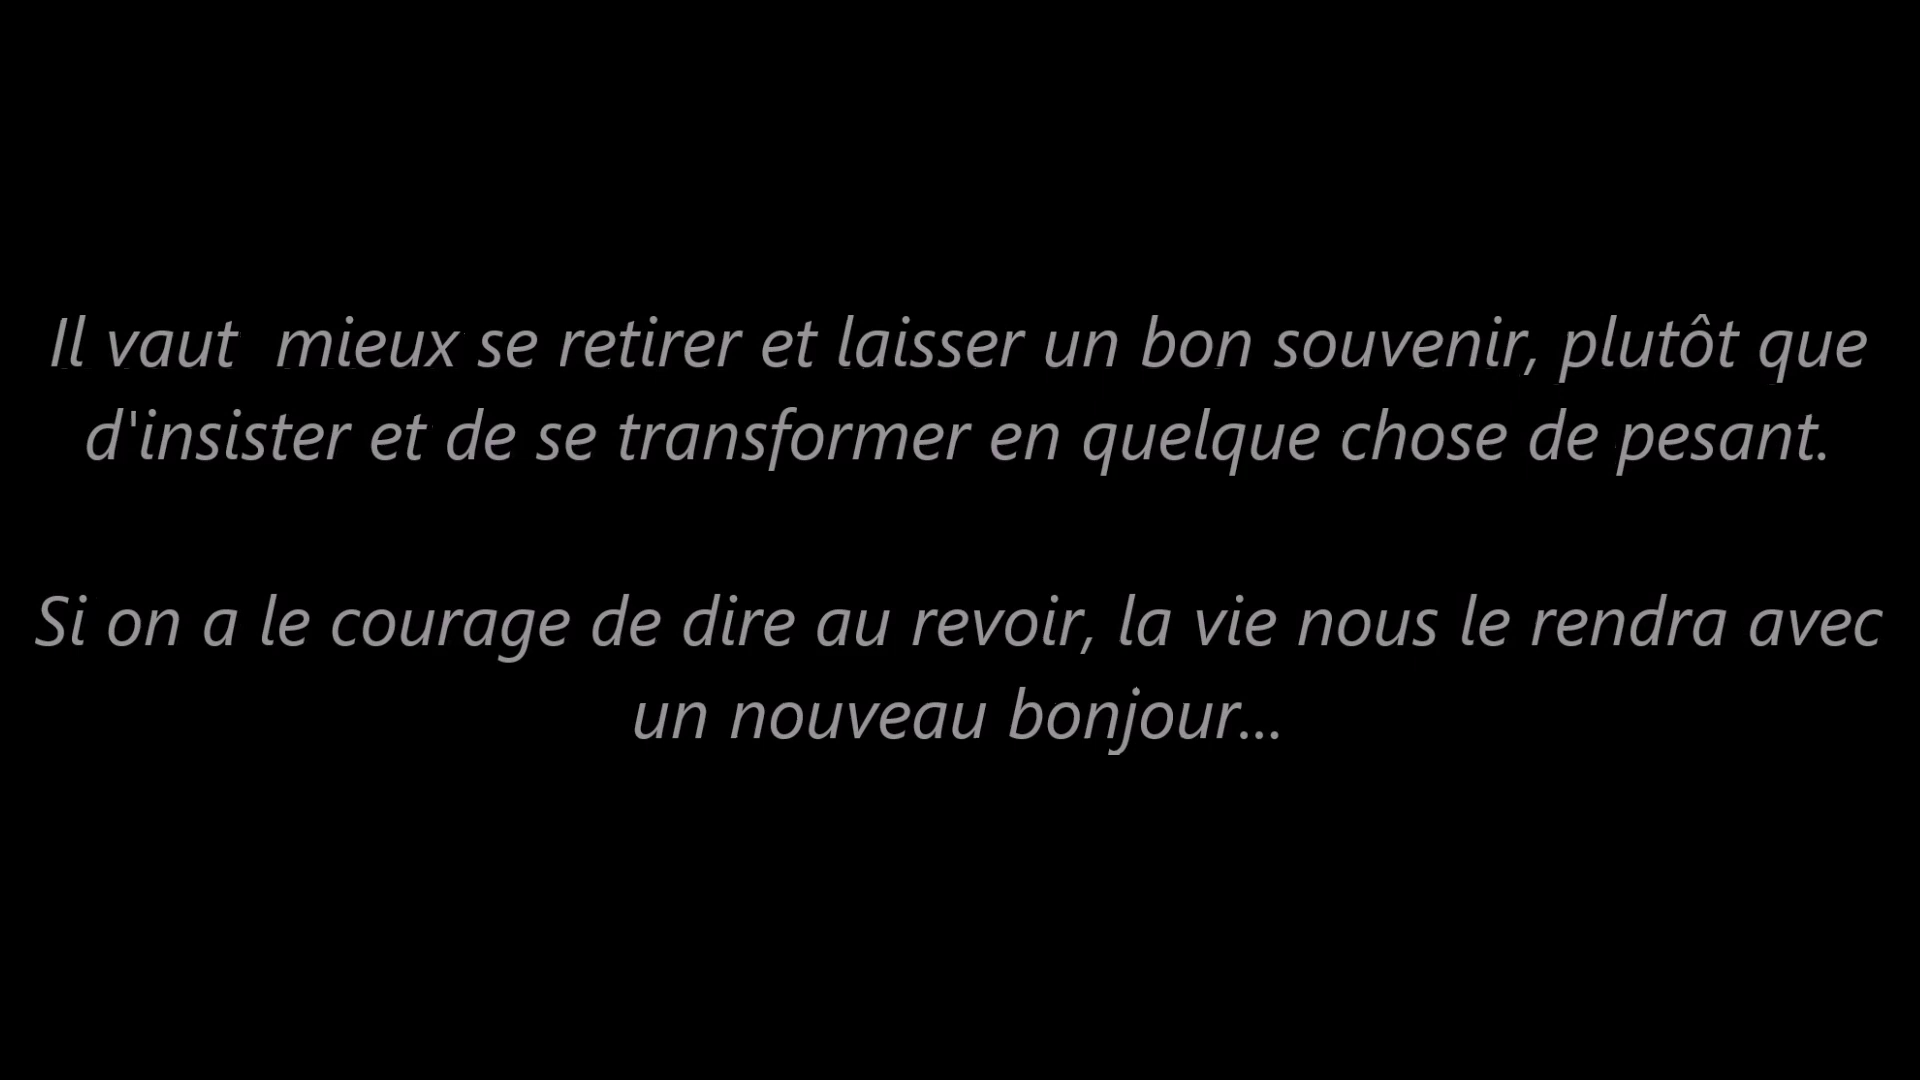 Il vaut  mieux se retirer et laisser un bon souvenir, plutôt que
d'insister et de se transformer en quelque chose de pesant.
Si on a le courage de dire au revoir, la vie nous le rendra avec
un nouveau bonjour...